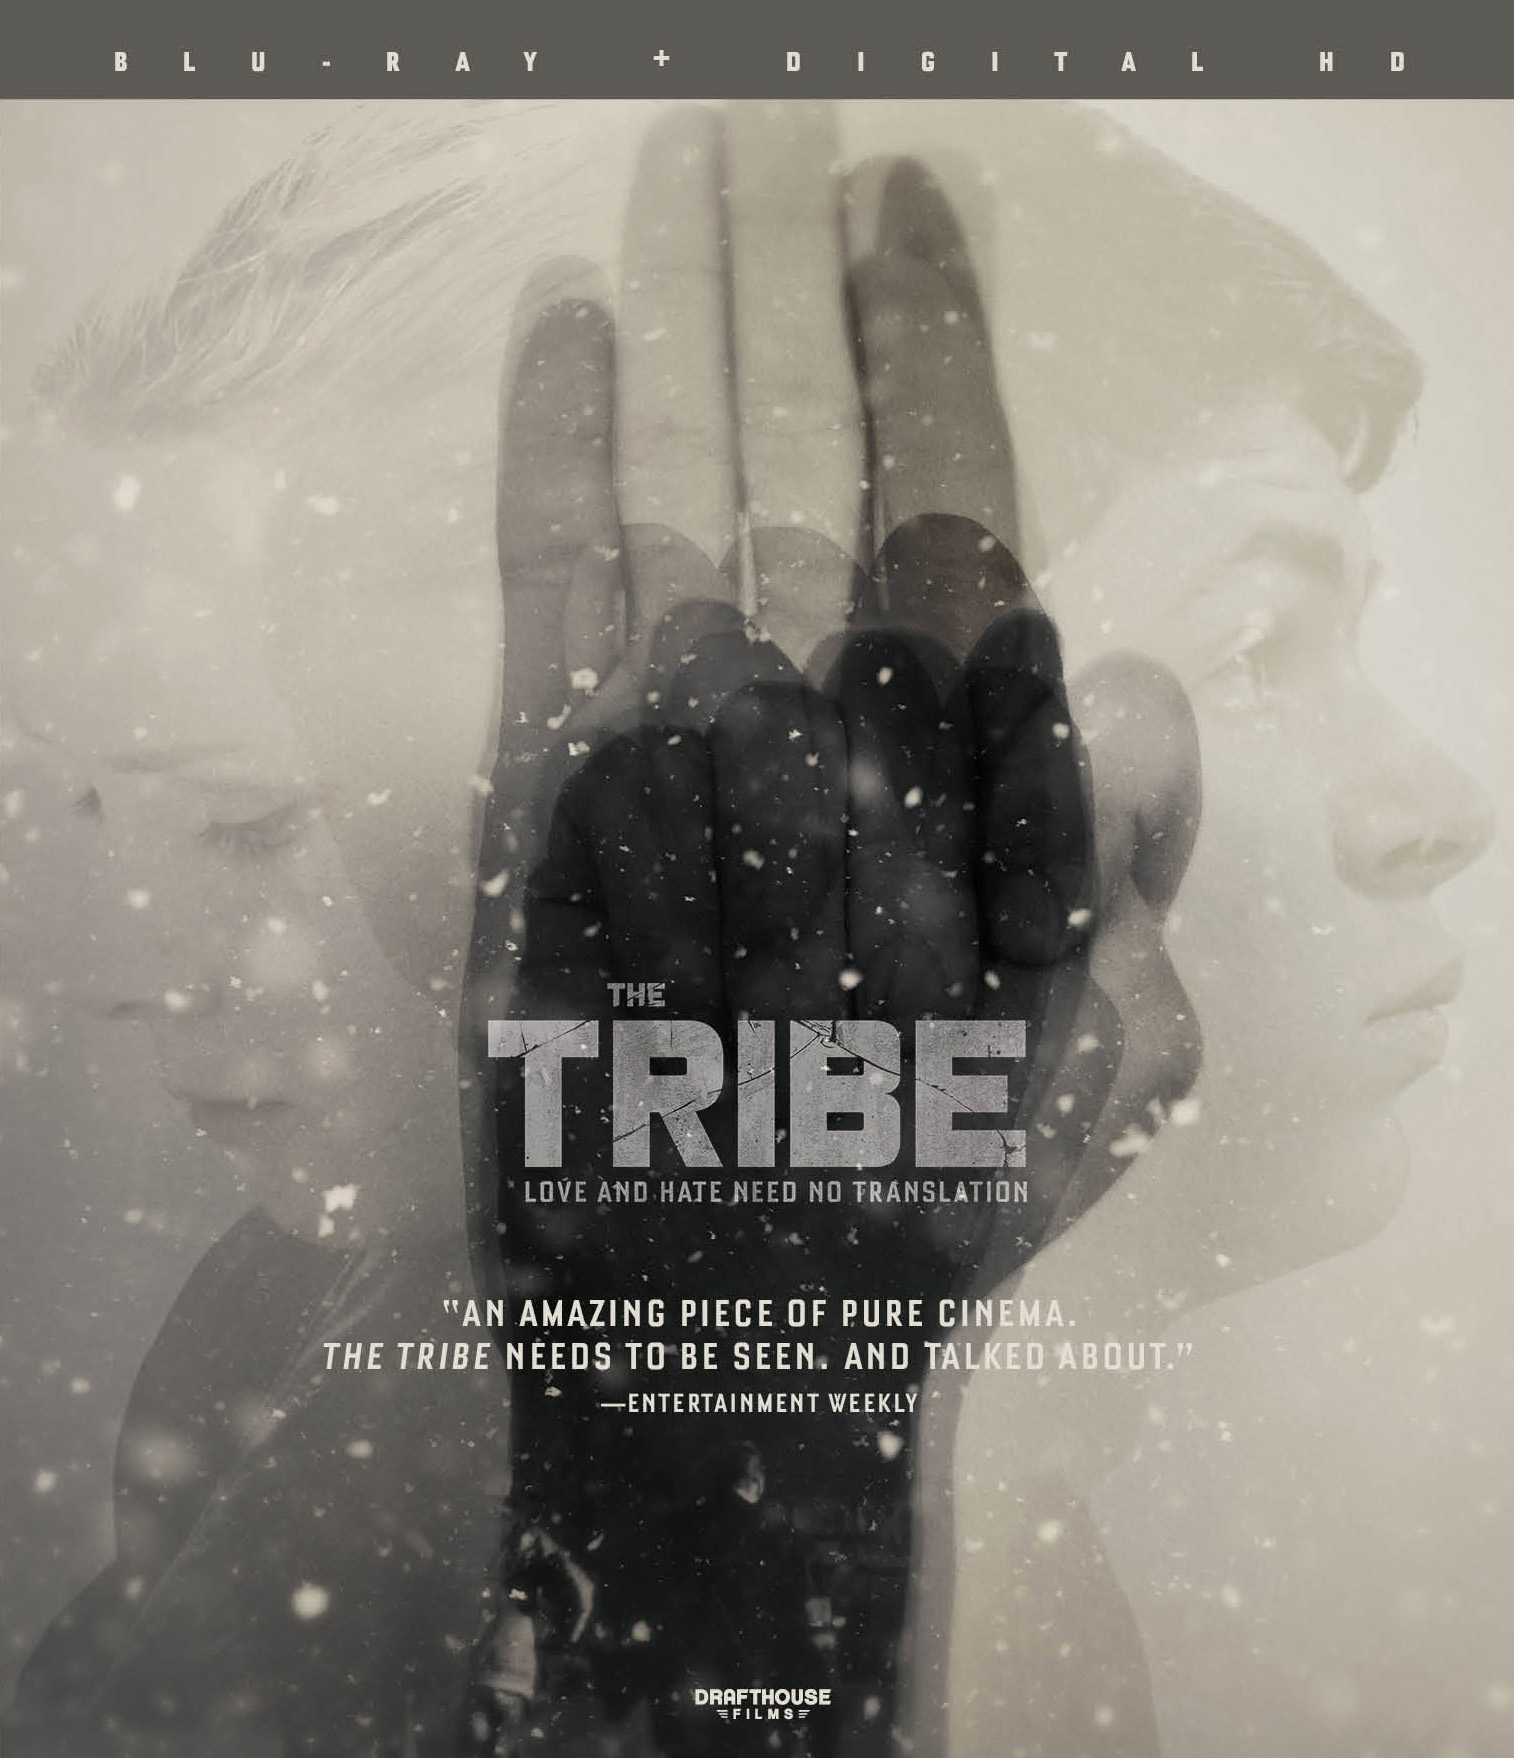 BLU-RAY + DIGITAL HD
THE
TRIBE
LOVE AND HATE NEED NO TRANSLATION
“AN AMAZING PIECE OF PURE CINEMA.
THE TRIBE NEEDS TO BE SEEN. AND TALKED ABOUT.”
—ENTERTAINMENT WEEKLY
DRAFTHOUSE
FILMS